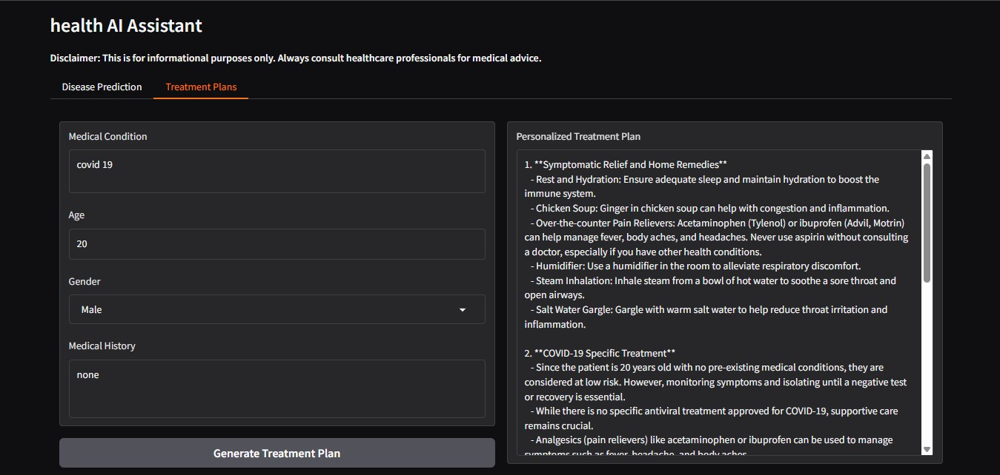 health AI Assistant
Disclaimer: This is for informational purposes only. Always consult healthcare professionals for medical advice.
Disease Prediction
Treatment Plans
Medical Condition
covid 19
Age
20
Gender
Male
Medical History
none
Generate Treatment Plan
Personalized Treatment Plan
1. **Symptomatic Relief and Home Remedies**
- Rest and Hydration: Ensure adequate sleep and maintain hydration to boost the
immune system.
- Chicken Soup: Ginger in chicken soup can help with congestion and inflammation.
- Over-the-counter Pain Relievers: Acetaminophen (Tylenol) or ibuprofen (Advil, Motrin)
can help manage fever, body aches, and headaches. Never use aspirin without consulting
a doctor, especially if you have other health conditions.
- Humidifier: Use a humidifier in the room to alleviate respiratory discomfort.
- Steam Inhalation: Inhale steam from a bowl of hot water to soothe a sore throat and
open airways.
- Salt Water Gargle: Gargle with warm salt water to help reduce throat irritation and
inflammation.
2. **COVID-19 Specific Treatment**
- Since the patient is 20 years old with no pre-existing medical conditions, they are
considered at low risk. However, monitoring symptoms and isolating until a negative test
or recovery is essential.
- While there is no specific antiviral treatment approved for COVID-19, supportive care
remains crucial.
- Analgesics (pain relievers) like acetaminophen or ibuprofen can be used to manage
symptoms such as fever, headache, and body aches.